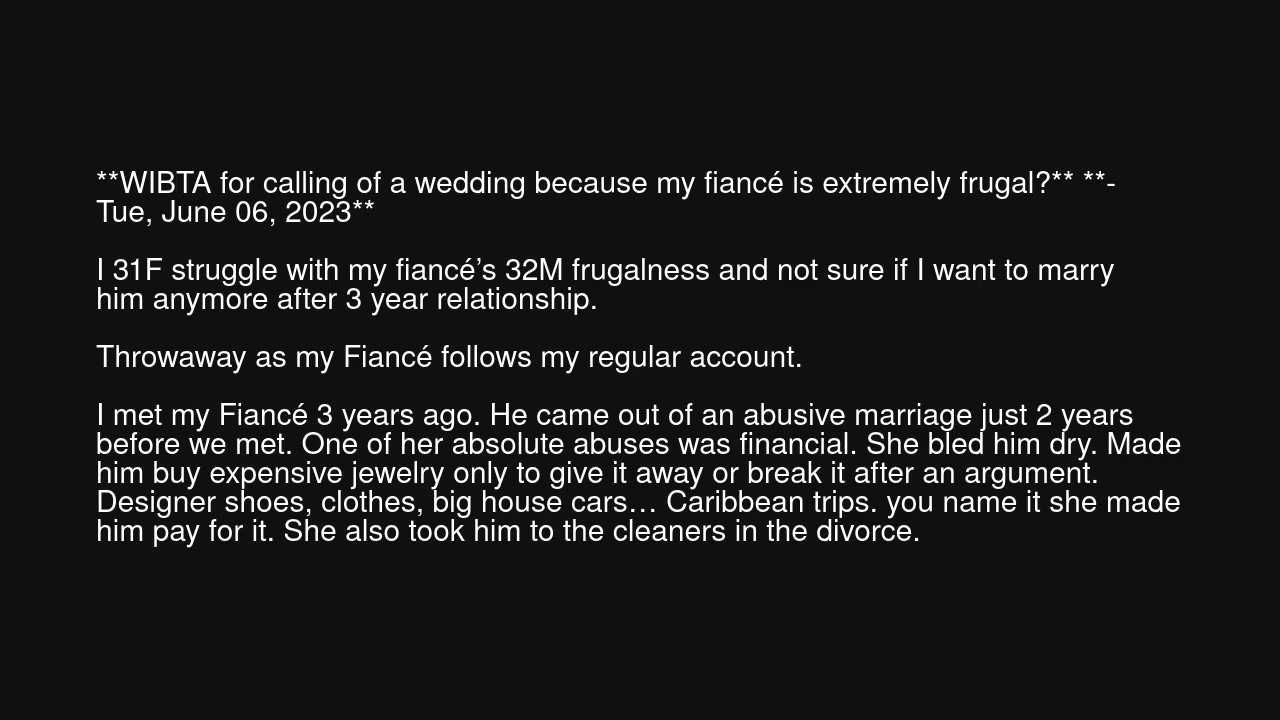 **WIBTA for calling of a wedding because my fiancé is extremely frugal?** **-
Tue, June 06, 2023**
I 31F struggle with my fiancé’s 32M frugalness and not sure if I want to marry
him anymore after 3 year relationship.
Throwaway as my Fiancé follows my regular account.
I met my Fiancé 3 years ago. He came out of an abusive marriage just 2 years
before we met. One of her absolute abuses was financial. She bled him dry. Made
him buy expensive jewelry only to give it away or break it after an argument.
Designer shoes, clothes, big house cars… Caribbean trips. you name it she made
him pay for it. She also took him to the cleaners in the divorce.